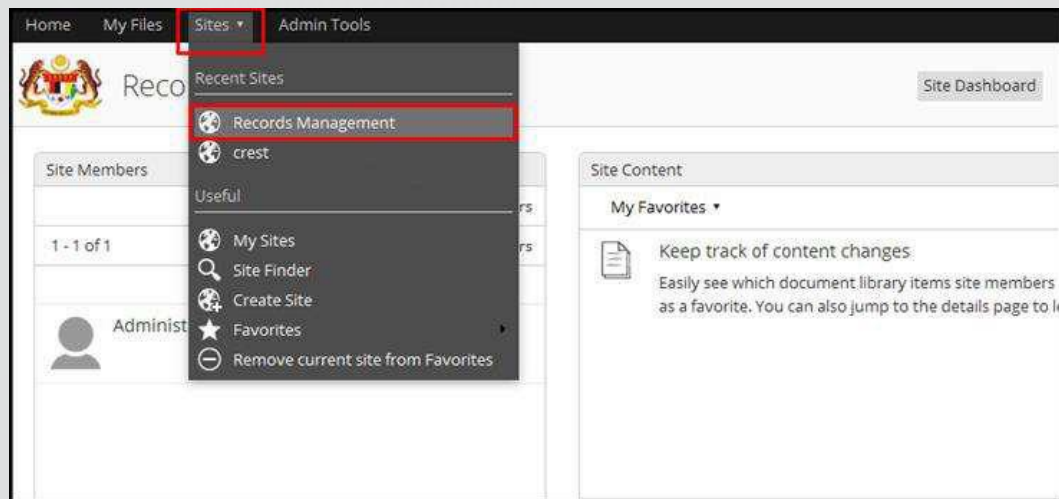 Home My Files Sites Admin Tools
Reco
Site Dashboard
Recent Sites
Records Management
crest
Useful
My Sites
Site Finder
Create Site
Favorites
Remove current site from Favorites
Site Members
rs
1 - 1 of 1
rs
Administ
Site Content
My Favorites
Keep track of content changes
Easily see which document library items site members
as a favorite. You can also jump to the details page to l